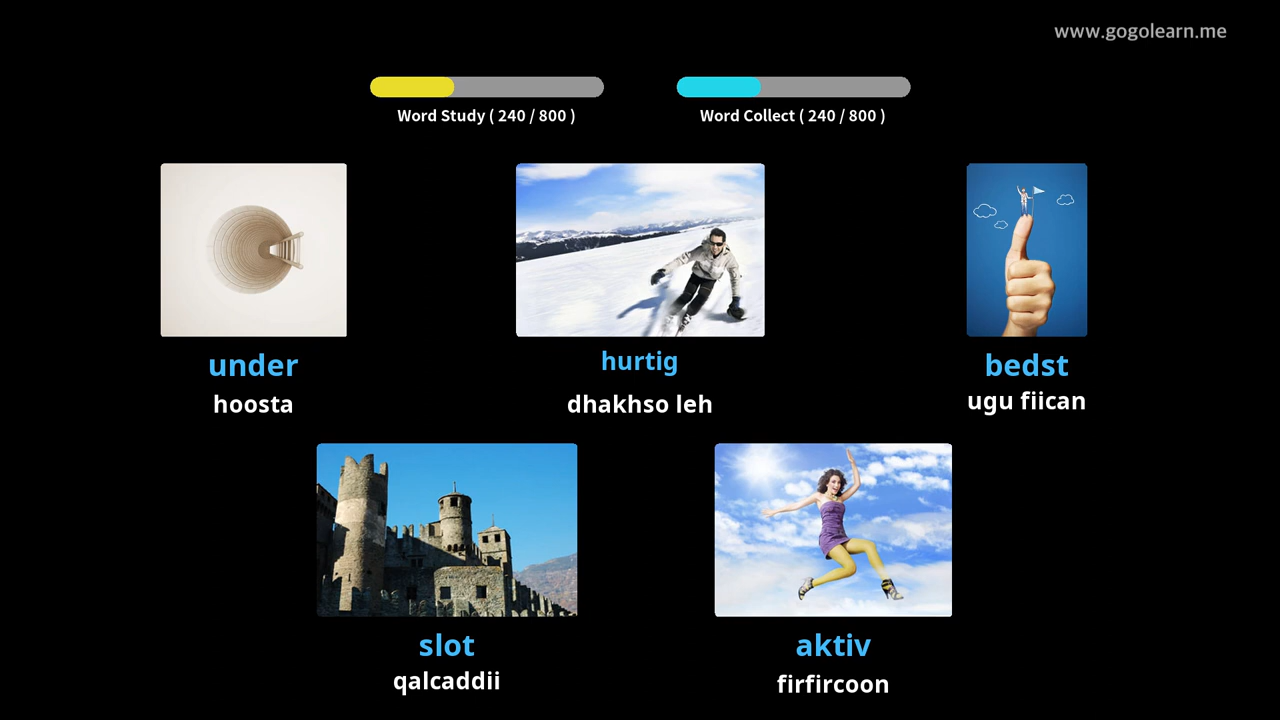 www.gogolearn.me
Word Study ( 240 / 800 )
Word Collect ( 240 / 800 )
under
hoosta
hurtig
dhakhso leh
bedst
ugu fiican
slot
qalcaddii
aktiv
firfircoon